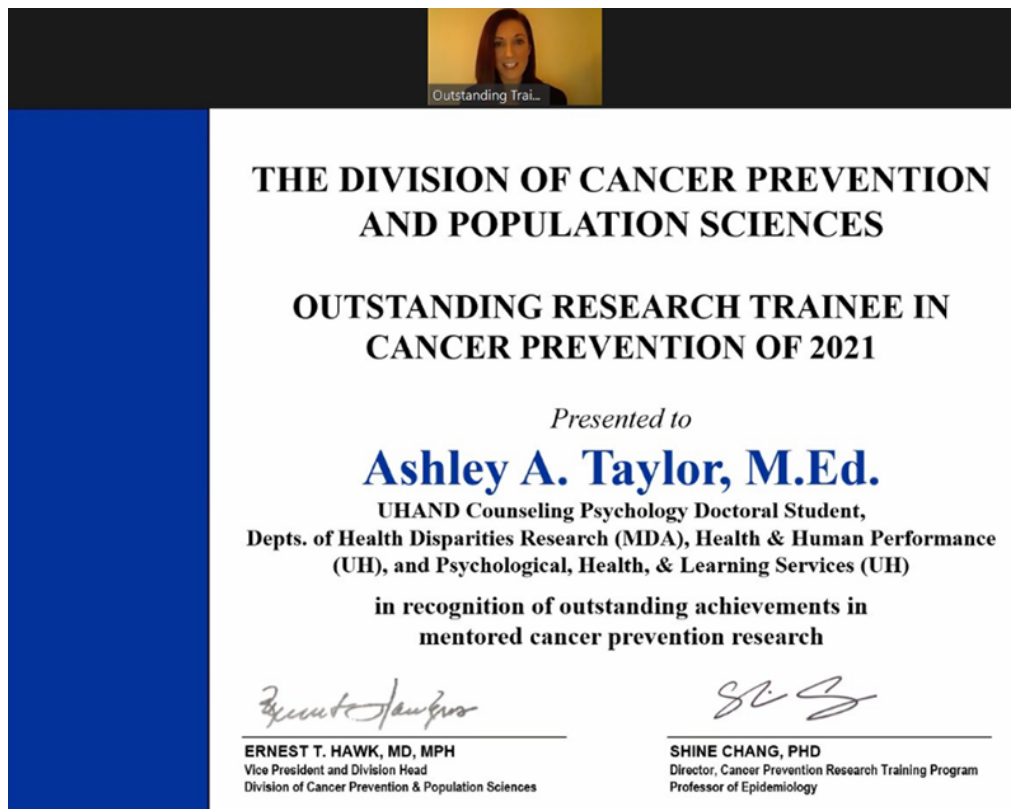 Outstanding Trai...
THE DIVISION OF CANCER PREVENTION
AND POPULATION SCIENCES
OUTSTANDING RESEARCH TRAINEE IN
CANCER PREVENTION OF 2021
Presented to
Ashley A. Taylor, M.Ed.
UHAND Counseling Psychology Doctoral Student,
Depts. of Health Disparities Research (MDA), Health & Human Performance
(UH), and Psychological, Health, & Learning Services (UH)
in recognition of outstanding achievements in
mentored cancer prevention research
ERNEST T. HAWK, MD, MPH
Vice President and Division Head
Division of Cancer Prevention & Population Sciences
SHINE CHANG, PHD
Director, Cancer Prevention Research Training Program
Professor of Epidemiology